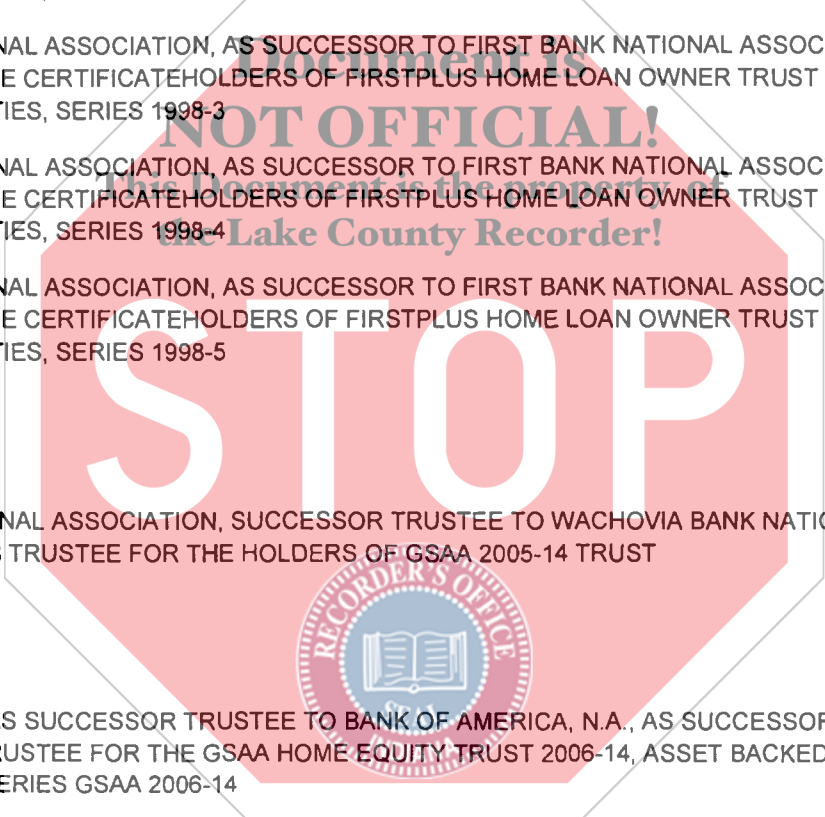 NAL ASSOCIATION, AS SUCCESSOR TO FIRST BANK NATIONAL ASSOC
Document is
E CERTIFICATEHOLDERS OF FIRSTPLUS HOME LOAN OWNER TRUST
IES, SERIES 1998-3
NOT OFFICIAL!
NAL ASSOCIATION, AS SUCCESSOR TO FIRST BANK NATIONAL ASSOC
This Document is the property of
E CERTIFICATEHOLDERS OF FIRSTPLUS HOME LOAN OWNER TRUST
IES, SERIES 1998-4
the Lake County Recorder!
NAL ASSOCIATION, AS SUCCESSOR TO FIRST BANK NATIONAL ASSOC
E CERTIFICATEHOLDERS OF FIRSTPLUS HOME LOAN OWNER TRUST
IES, SERIES 1998-5
STOP
NAL ASSOCIATION, SUCCESSOR TRUSTEE TO WACHOVIA BANK NATIO
TRUSTEE FOR THE HOLDERS OF GSAA 2005-14 TRUST
RECORDER'S OFFICE
SEAL
S SUCCESSOR TRUSTEE TO BANK OF AMERICA, N.A., AS SUCCESSOR
USTEE FOR THE GSAA HOME EQUITY TRUST 2006-14, ASSET BACKED
ERIES GSAA 2006-14